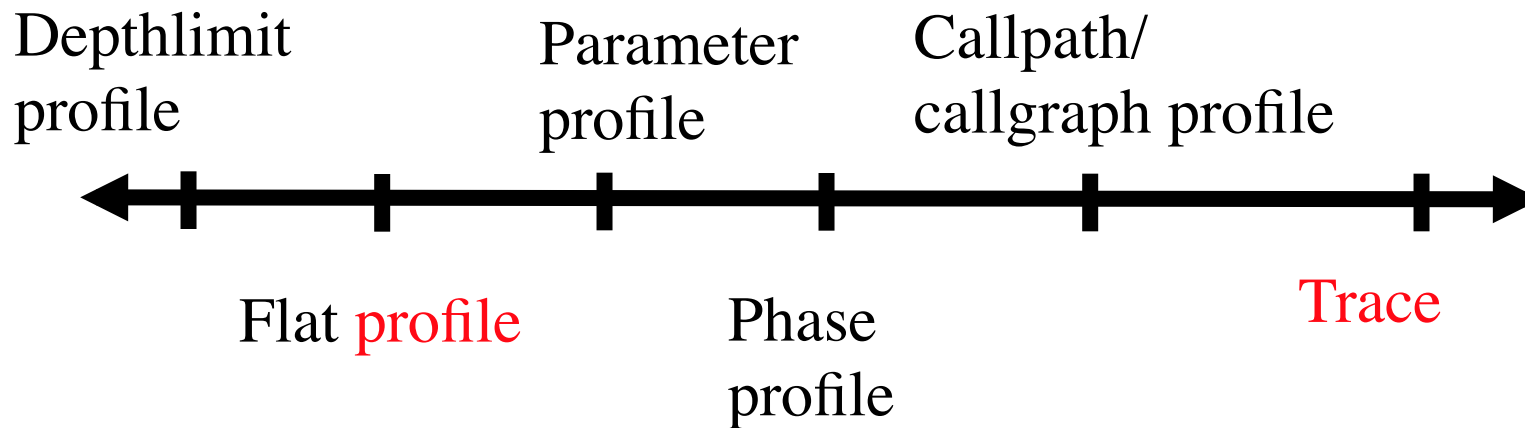 Depthlimit
profile
Parameter
profile
Callpath/
callgraph profile
Flat profile
Phase
profile
Trace